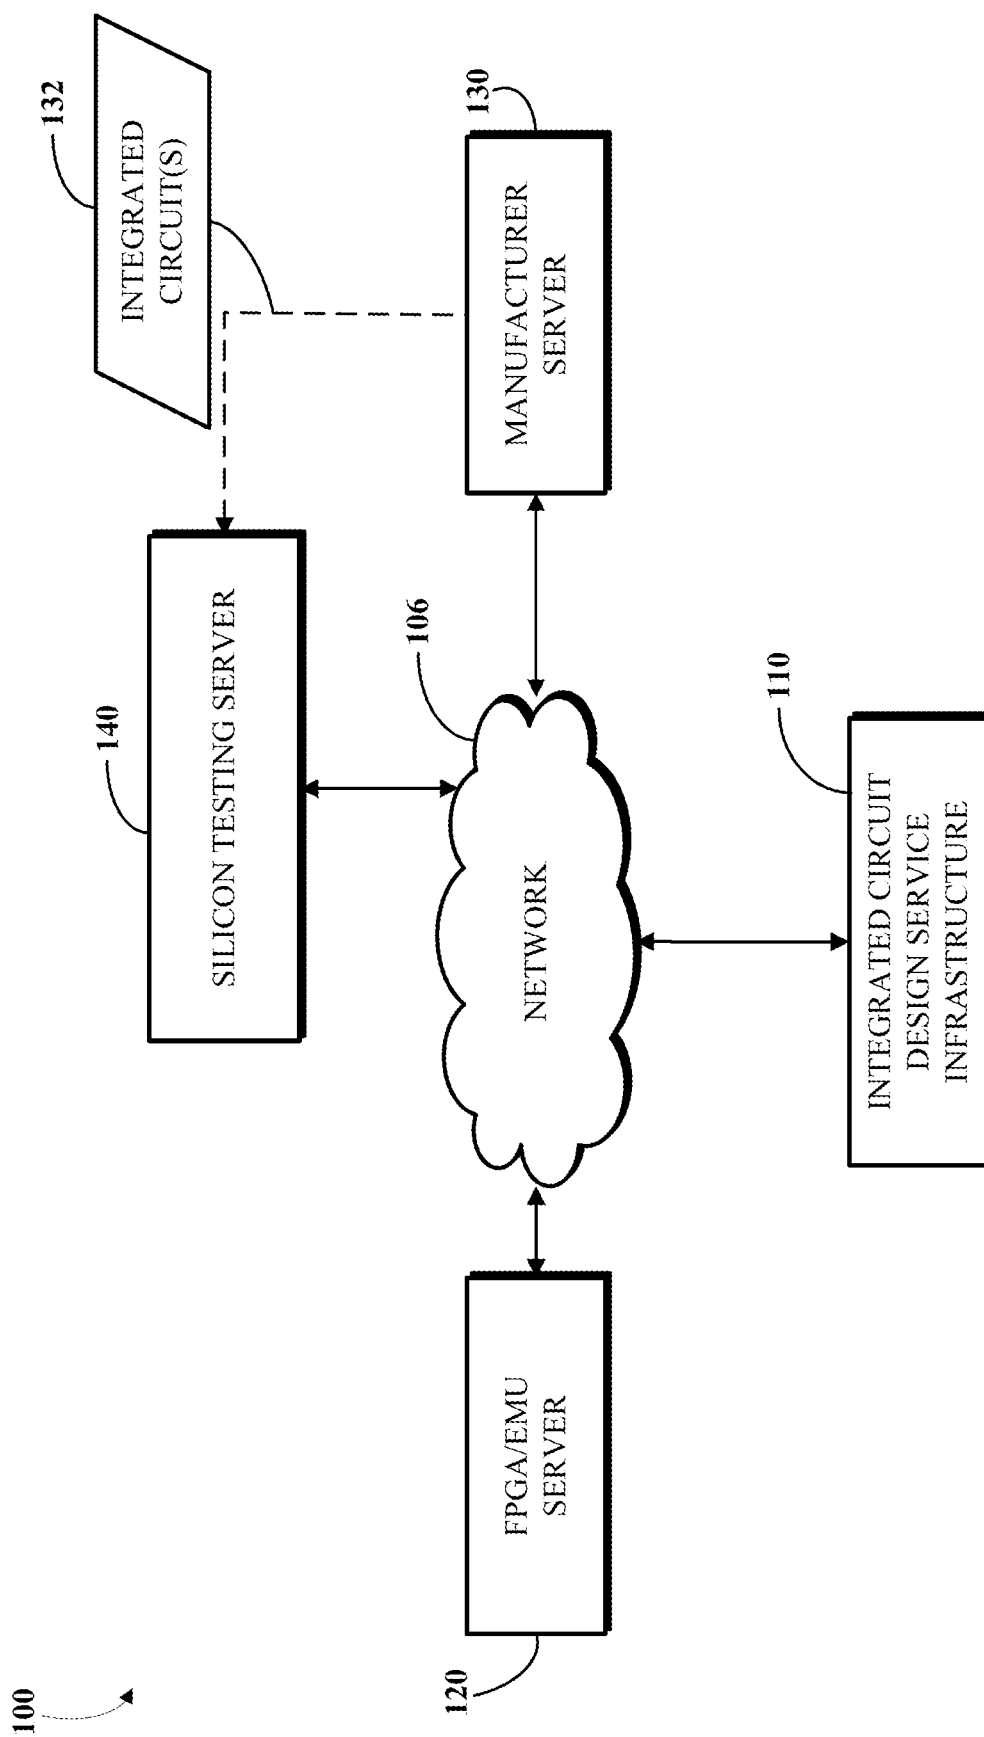 100
132
INTEGRATED
CIRCUIT(S)
140
SILICON TESTING SERVER
130
MANUFACTURER
SERVER
106
NETWORK
120
FPGA/EMU
SERVER
110
INTEGRATED CIRCUIT
DESIGN SERVICE
INFRASTRUCTURE